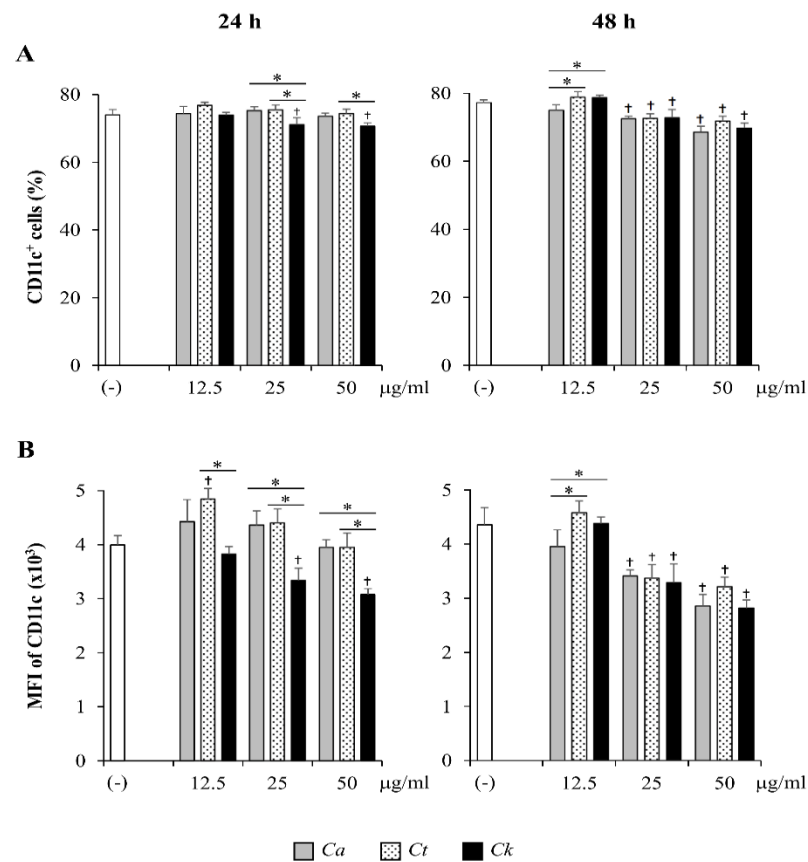 24 h
48 h
A
CD11c⁺ cells (%)
* * *
† †
80
60
40
20
0
(-) 12.5 25 50 µg/ml
* *
† † † † † †
80
60
40
20
0
(-) 12.5 25 50 µg/ml
B
MFI of CD11c (x10³)
† * * * * *
† †
5
4
3
2
1
0
(-) 12.5 25 50 µg/ml
* *
† † † † † †
5
4
3
2
1
0
(-) 12.5 25 50 µg/ml
Ca Ct Ck